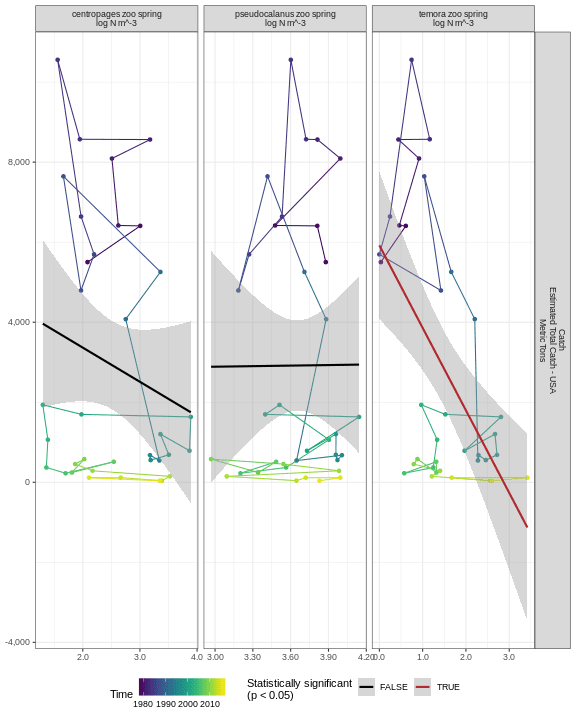 centropages zoo spring
log N m^-3
pseudocalanus zoo spring
log N m^-3
temora zoo spring
log N m^-3
8,000
4,000
0
-4,000
Catch
Estimated Total Catch - USA
Metric Tons
2.0 3.0 4.0
3.00 3.30 3.60 3.90 4.20
0.0 1.0 2.0 3.0
Time
1980 1990 2000 2010
Statistically significant
(p < 0.05)
FALSE
TRUE